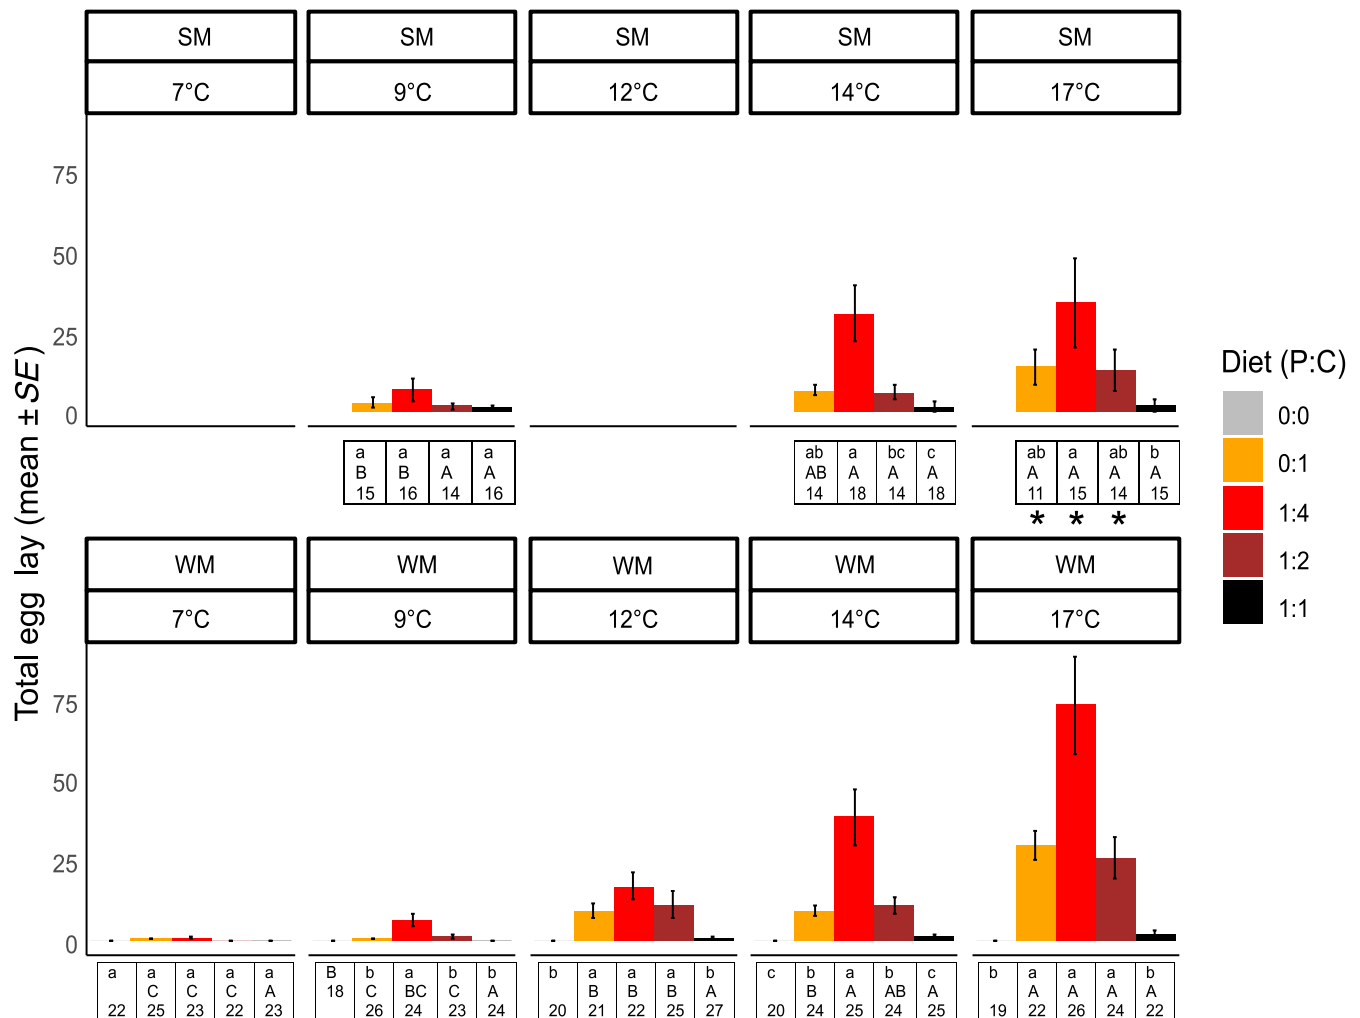 SM SM SM SM SM
7°C 9°C 12°C 14°C 17°C
75
50
25
0
Total egg lay (mean ± SE)
a a a a
B B A A
15 16 14 16
ab a bc c
AB A A A
14 18 14 18
ab a ab b
A A A A
11 15 14 15
* * *
WM WM WM WM WM
7°C 9°C 12°C 14°C 17°C
75
50
25
0
a a a a a
C C C A
22 25 23 22 23
B b a b b
18 C BC C A
26 24 23 24
b a a a b
B B B A
20 21 22 25 27
c b a b c
B A AB A
20 24 25 24 25
b a a a b
A A A A
19 22 26 24 22
Diet (P:C)
0:0
0:1
1:4
1:2
1:1